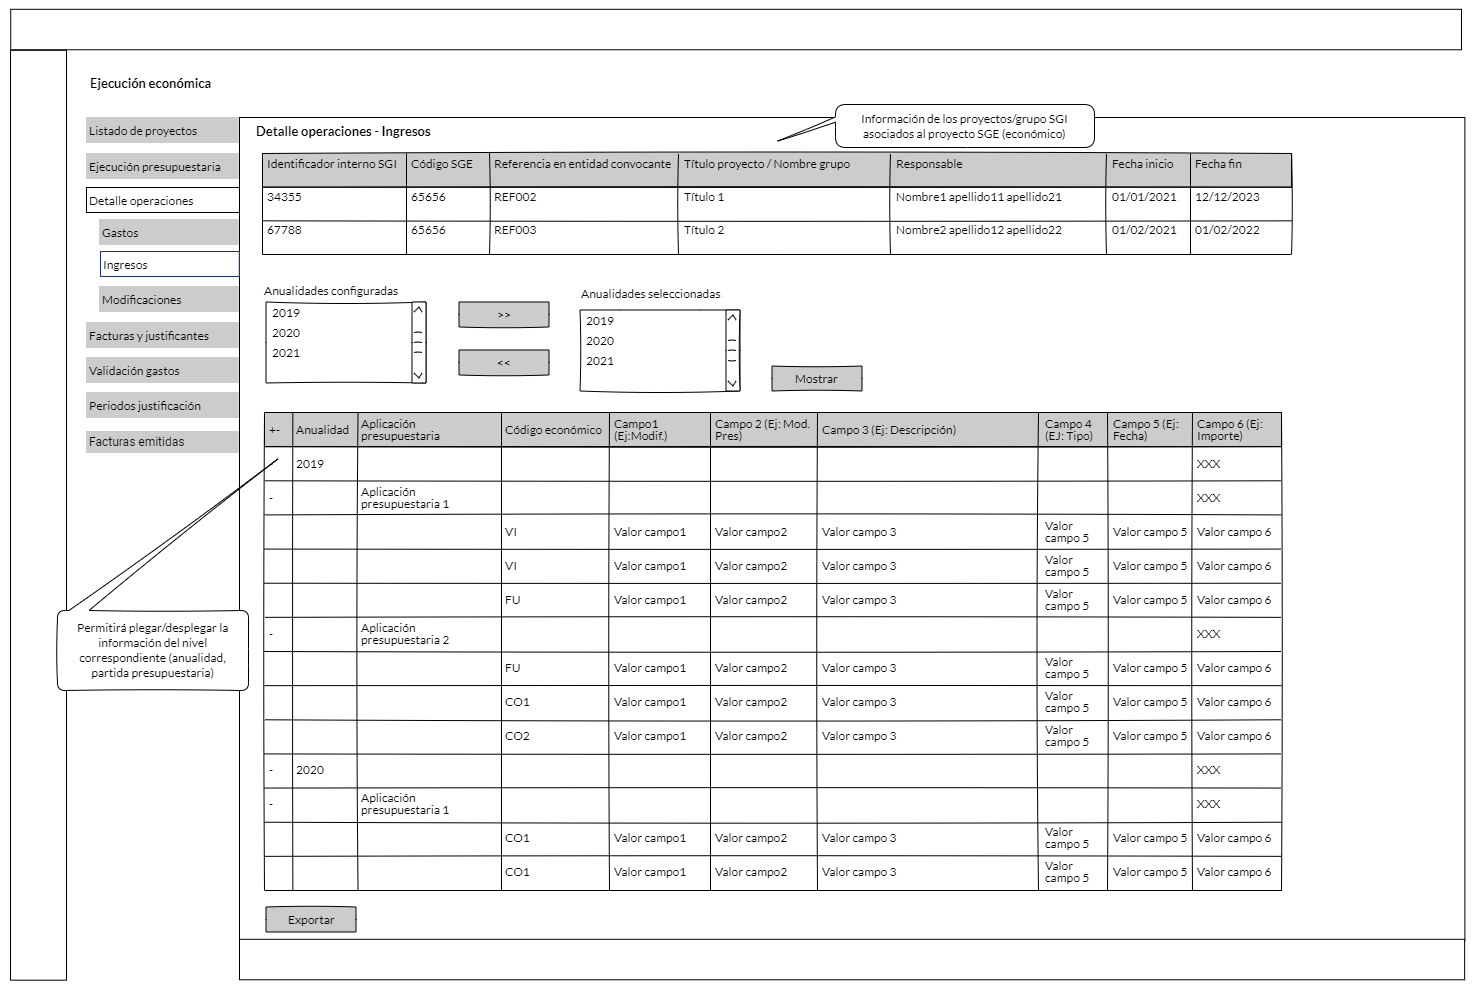 Ejecución económica
Listado de proyectos
Ejecución presupuestaria
Detalle operaciones
Gastos
Ingresos
Modificaciones
Facturas y justificantes
Validación gastos
Periodos justificación
Facturas emitidas
Detalle operaciones - Ingresos
Información de los proyectos/grupo SGI
asociados al proyecto SGE (económico)
Identificador interno SGI Código SGE Referencia en entidad convocante Título proyecto / Nombre grupo Responsable Fecha inicio Fecha fin
34355 65656 REF002 Título 1 Nombre1 apellido11 apellido21 01/01/2021 12/12/2023
67788 65656 REF003 Título 2 Nombre2 apellido12 apellido22 01/02/2021 01/02/2022
Anualidades configuradas
2019
2020
2021
>>
<<
Anualidades seleccionadas
2019
2020
2021
Mostrar
+- Anualidad Aplicación presupuestaria Código económico Campo1 (Ej:Modif.) Campo 2 (Ej: Mod. Pres) Campo 3 (Ej: Descripción) Campo 4 (EJ: Tipo) Campo 5 (Ej: Fecha) Campo 6 (Ej: Importe)
2019 XXX
- Aplicación presupuestaria 1 XXX
VI Valor campo1 Valor campo2 Valor campo 3 Valor campo 5 Valor campo 5 Valor campo 6
VI Valor campo1 Valor campo2 Valor campo 3 Valor campo 5 Valor campo 5 Valor campo 6
FU Valor campo1 Valor campo2 Valor campo 3 Valor campo 5 Valor campo 5 Valor campo 6
- Aplicación presupuestaria 2 XXX
FU Valor campo1 Valor campo2 Valor campo 3 Valor campo 5 Valor campo 5 Valor campo 6
CO1 Valor campo1 Valor campo2 Valor campo 3 Valor campo 5 Valor campo 5 Valor campo 6
CO2 Valor campo1 Valor campo2 Valor campo 3 Valor campo 5 Valor campo 5 Valor campo 6
- 2020 XXX
- Aplicación presupuestaria 1 XXX
CO1 Valor campo1 Valor campo2 Valor campo 3 Valor campo 5 Valor campo 5 Valor campo 6
CO1 Valor campo1 Valor campo2 Valor campo 3 Valor campo 5 Valor campo 5 Valor campo 6
Permitirá plegar/desplegar la
información del nivel
correspondiente (anualidad,
partida presupuestaria)
Exportar